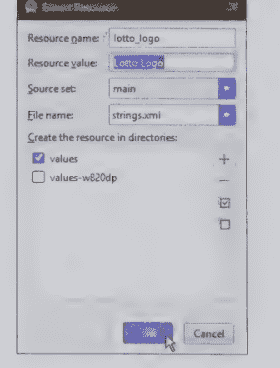 Resource name: lotto_logo
Resource value: Lotto Logo
Source set: main
File name: strings.xml
Create the resource in directories:
values
values-w820dp
Cancel